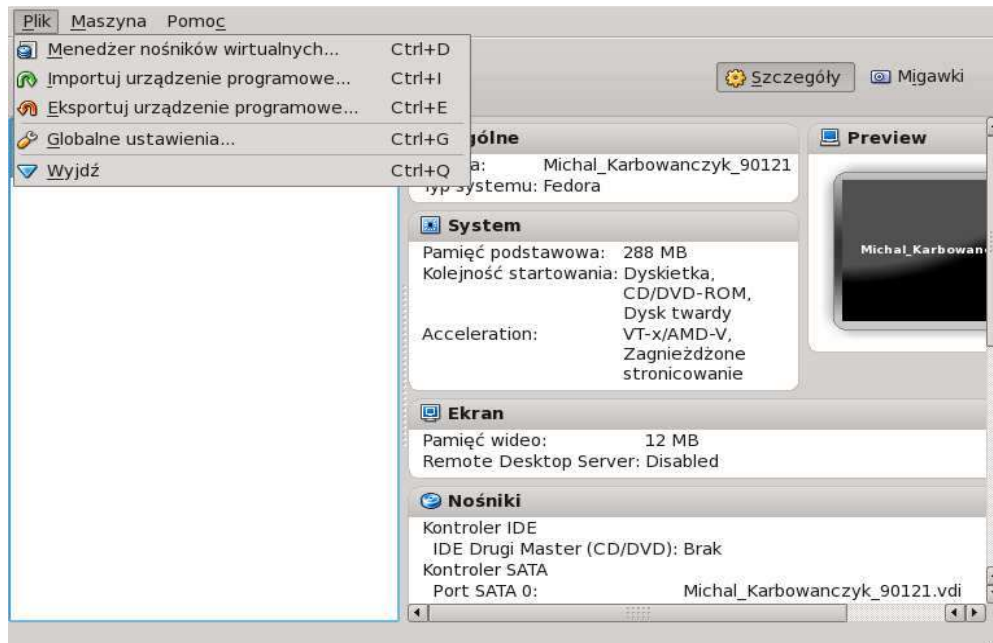 Plik Maszyna Pomoc
Menedżer nośników wirtualnych... Ctrl+D
Importuj urządzenie programowe... Ctrl+I
Eksportuj urządzenie programowe... Ctrl+E
Globalne ustawienia... Ctrl+G
Wyjdź Ctrl+Q
Szczegóły Migawki
Michal_Karbowanczyk_90121
Typ systemu: Fedora
System
Pamięć podstawowa: 288 MB
Kolejność startowania: Dyskietka,
CD/DVD-ROM,
Dysk twardy
Acceleration: VT-x/AMD-V,
Zagnieżdżone
stronicowanie
Preview
Michal_Karbowan
Ekran
Pamięć wideo: 12 MB
Remote Desktop Server: Disabled
Nośniki
Kontroler IDE
IDE Drugi Master (CD/DVD): Brak
Kontroler SATA
Port SATA 0: Michal_Karbowanczyk_90121.vdi